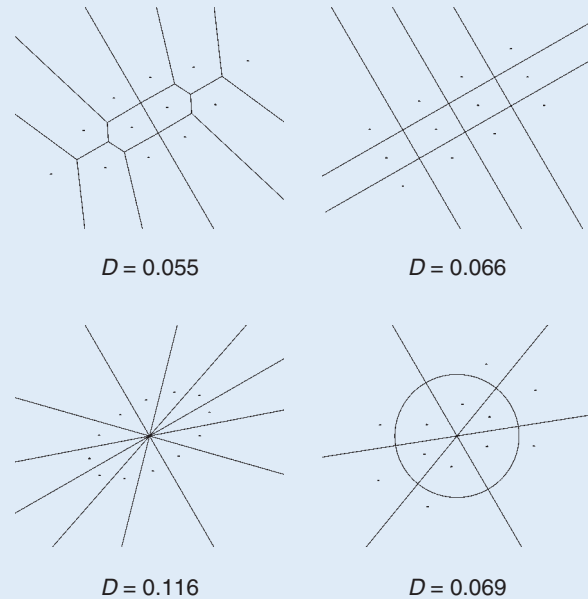 D = 0.055
D = 0.066
D = 0.116
D = 0.069